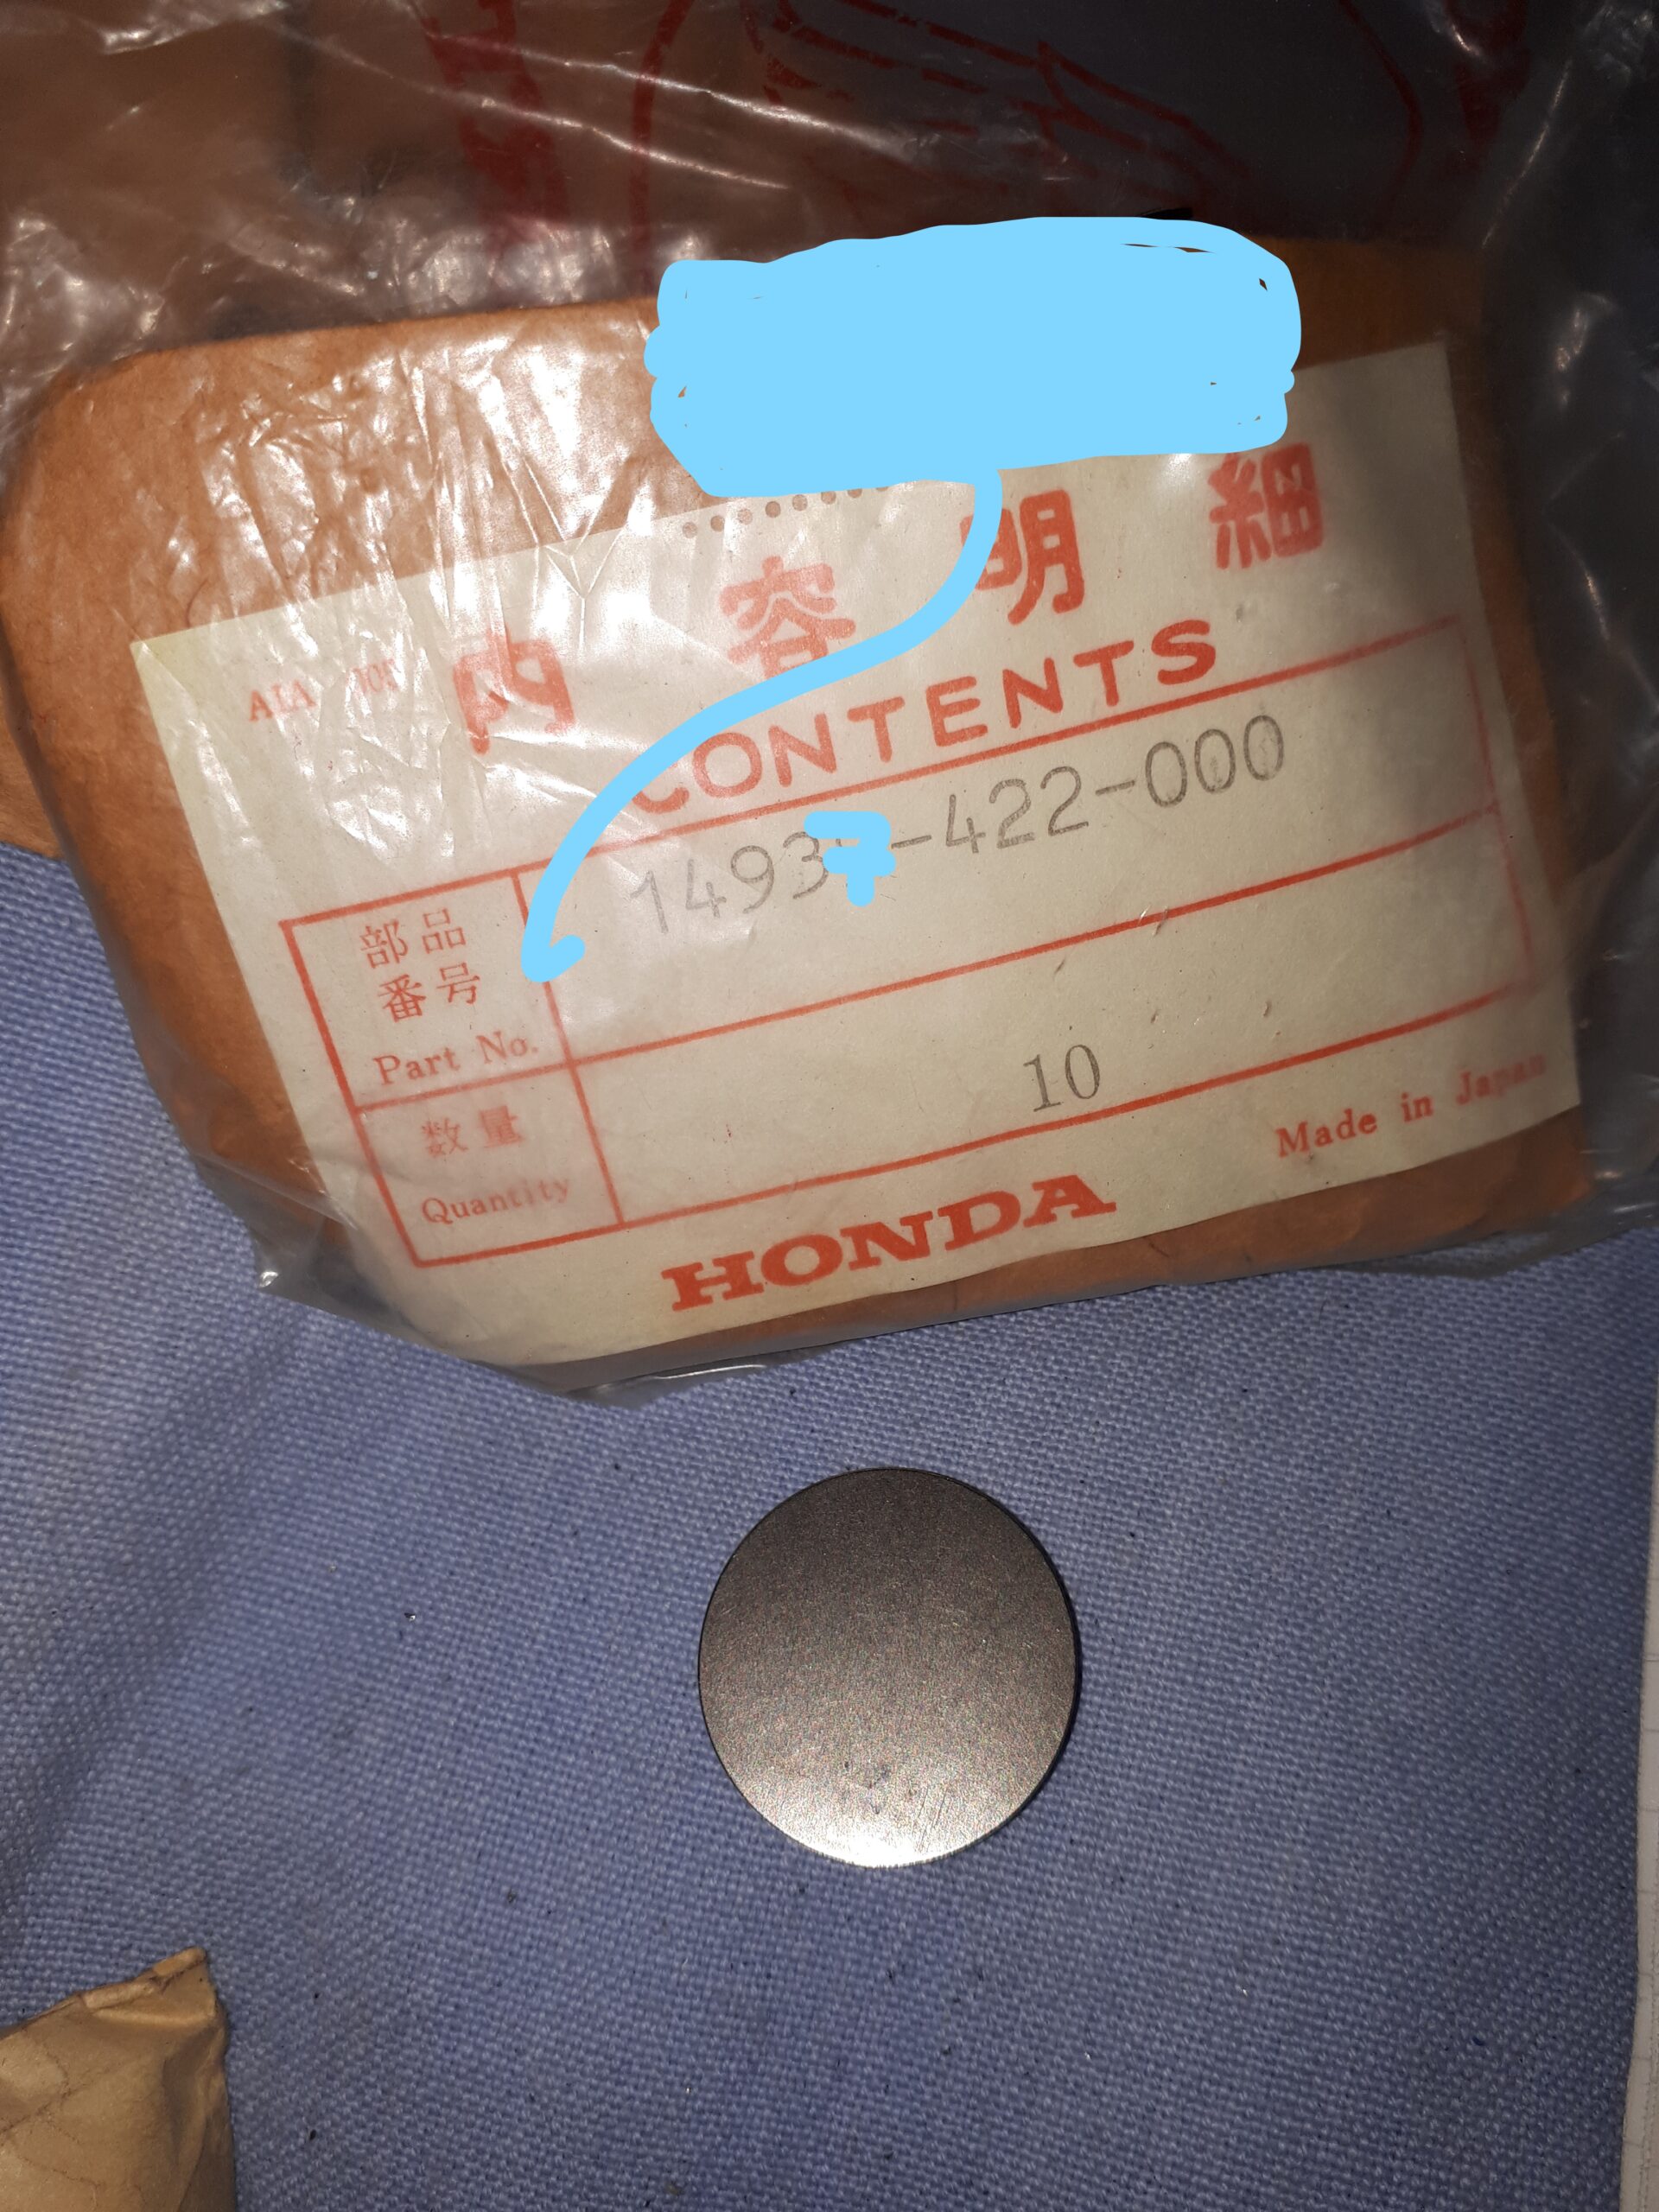 内容明細
CONTENTS
部品番号
Part No.
14937-422-000
数量
Quantity
10
HONDA
Made in Japan